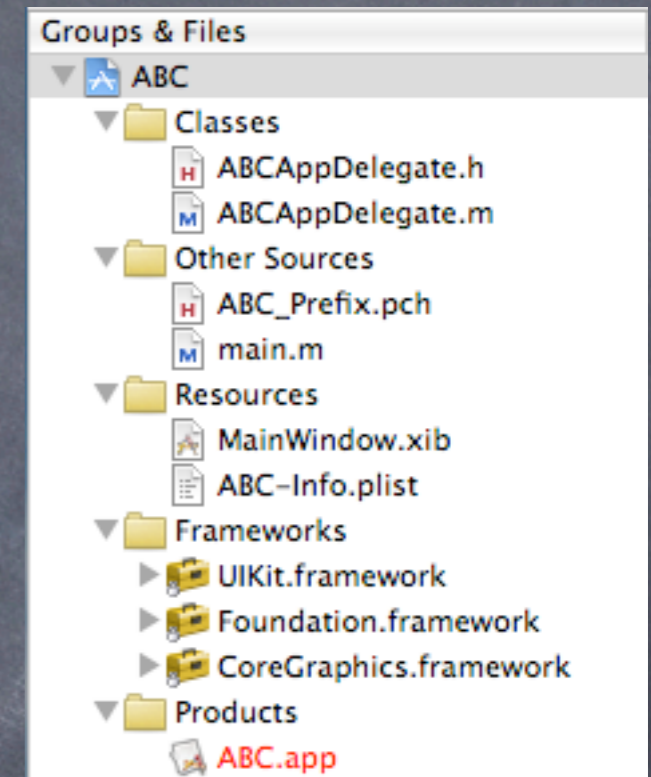 Groups & Files
ABC
Classes
ABCAppDelegate.h
ABCAppDelegate.m
Other Sources
ABC_Prefix.pch
main.m
Resources
MainWindow.xib
ABC-Info.plist
Frameworks
UIKit.framework
Foundation.framework
CoreGraphics.framework
Products
ABC.app